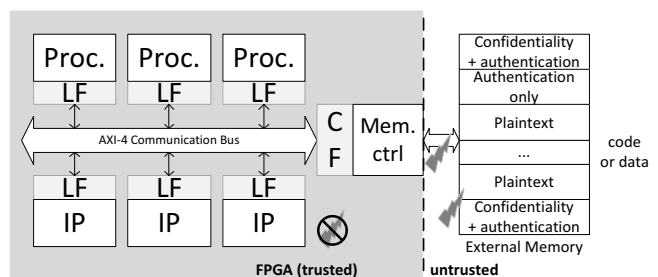 Proc. Proc. Proc.
LF LF LF
AXI-4 Communication Bus
LF LF LF
IP IP IP
C
F
Mem.
ctrl
FPGA (trusted)
untrusted
Confidentiality
+ authentication
Authentication
only
Plaintext
...
Plaintext
Confidentiality
+ authentication
External Memory
code
or data